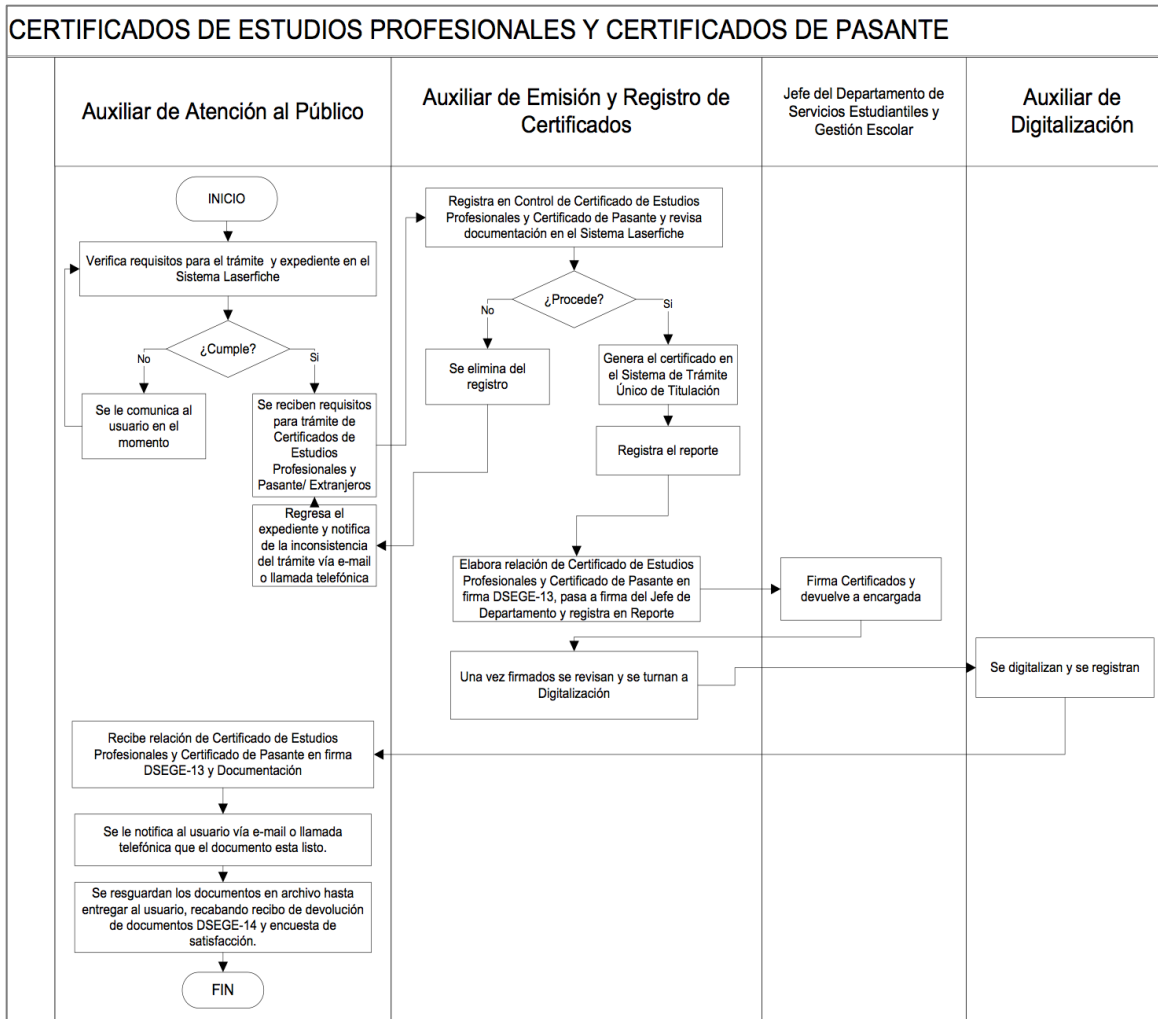 CERTIFICADOS DE ESTUDIOS PROFESIONALES Y CERTIFICADOS DE PASANTE
Auxiliar de Atención al Público
Auxiliar de Emisión y Registro de
Certificados
Jefe del Departamento de
Servicios Estudiantiles y
Gestión Escolar
Auxiliar de
Digitalización
INICIO
Verifica requisitos para el trámite y expediente en el
Sistema Laserfiche
¿Cumple?
No
Si
Se le comunica al
usuario en el
momento
Se reciben requisitos
para trámite de
Certificados de
Estudios
Profesionales y
Pasante/ Extranjeros
Regresa el
expediente y notifica
de la inconsistencia
del trámite vía e-mail
o llamada telefónica
Registra en Control de Certificado de Estudios
Profesionales y Certificado de Pasante y revisa
documentación en el Sistema Laserfiche
¿Procede?
No
Si
Se elimina del
registro
Genera el certificado en
el Sistema de Trámite
Único de Titulación
Registra el reporte
Elabora relación de Certificado de Estudios
Profesionales y Certificado de Pasante en
firma DSEGE-13, pasa a firma del Jefe de
Departamento y registra en Reporte
Firma Certificados y
devuelve a encargada
Una vez firmados se revisan y se turnan a
Digitalización
Se digitalizan y se registran
Recibe relación de Certificado de Estudios
Profesionales y Certificado de Pasante en firma
DSEGE-13 y Documentación
Se le notifica al usuario vía e-mail o llamada
telefónica que el documento esta listo.
Se resguardan los documentos en archivo hasta
entregar al usuario, recabando recibo de devolución
de documentos DSEGE-14 y encuesta de
satisfacción.
FIN